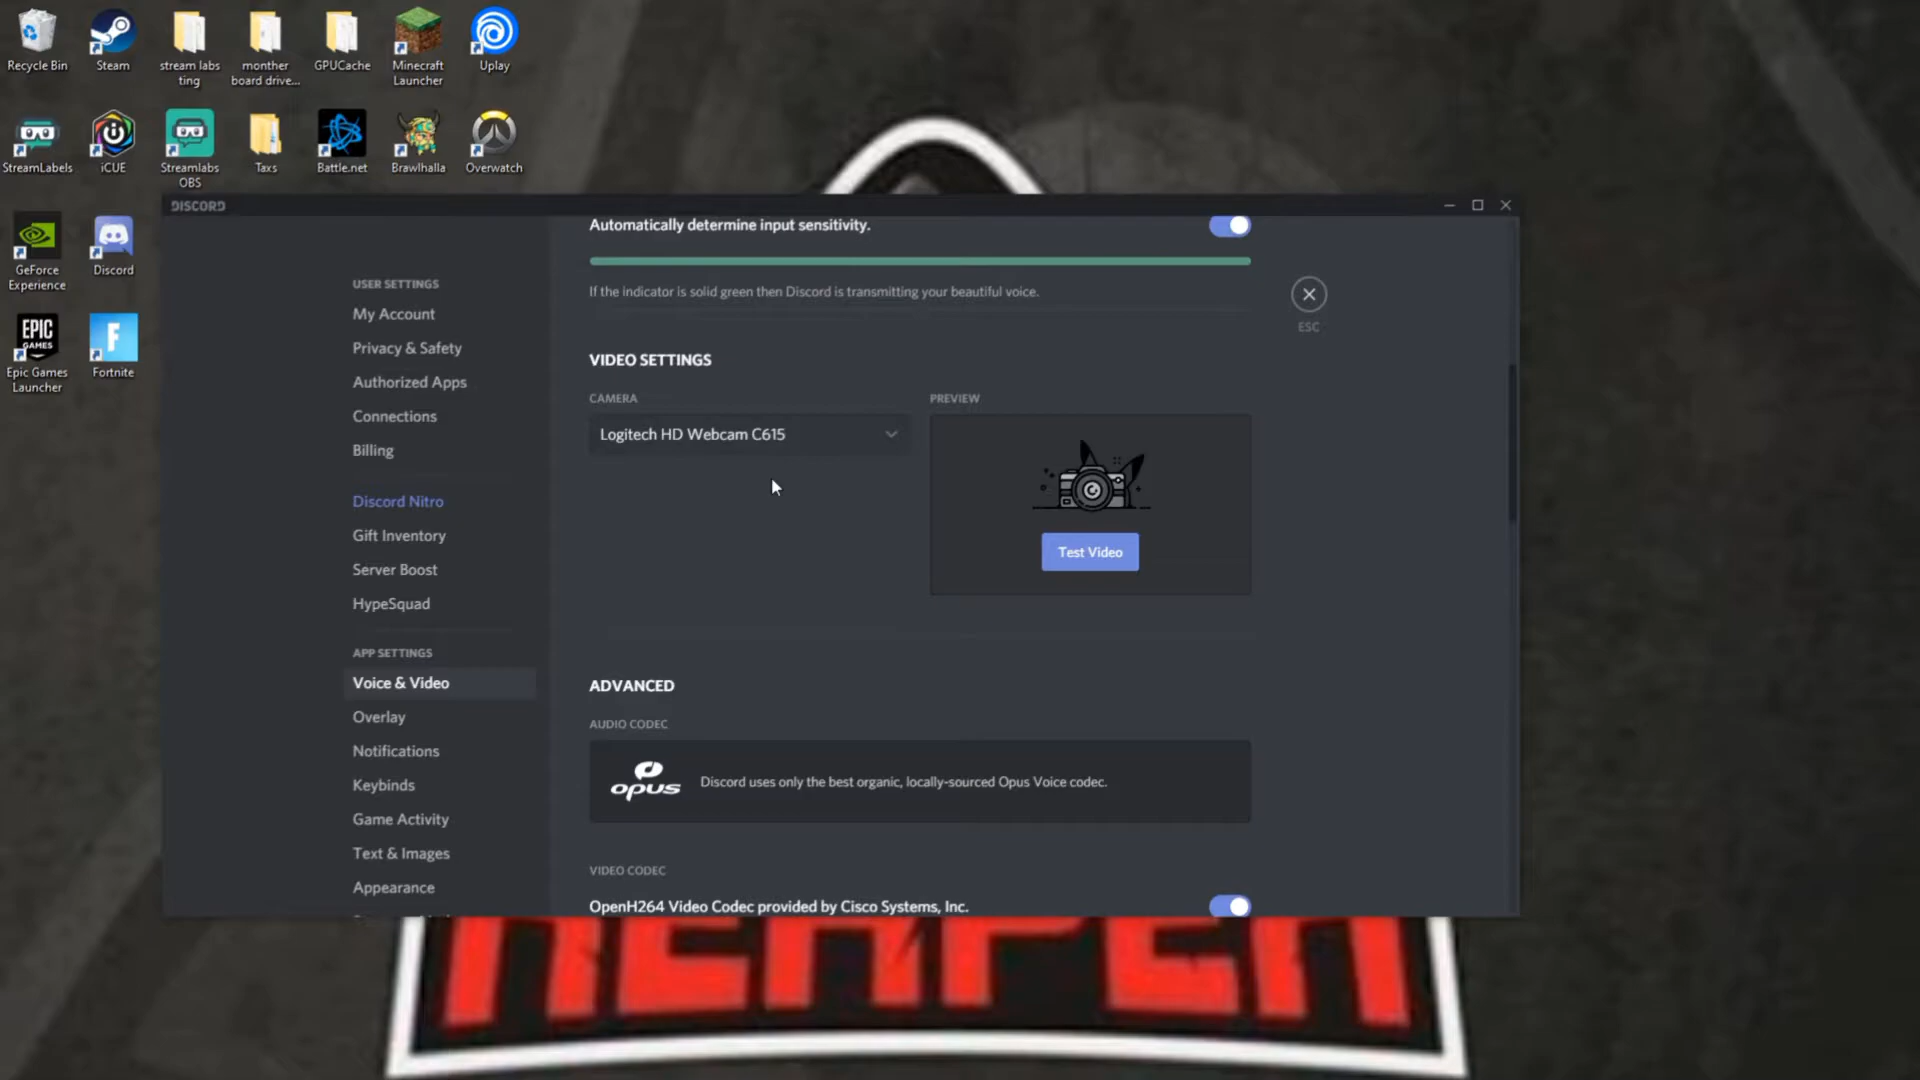 Recycle Bin
Steam
stream labs
ting
monther
board drive...
GPUCache
Minecraft
Launcher
Uplay
StreamLabels
iCUE
Streamlabs
OBS
Taxs
Battle.net
Brawlhalla
Overwatch
GeForce
Experience
Discord
EPIC
GAMES
Epic Games
Launcher
F
Fortnite
DISCORD
USER SETTINGS
My Account
Privacy & Safety
Authorized Apps
Connections
Billing
Discord Nitro
Gift Inventory
Server Boost
HypeSquad
APP SETTINGS
Voice & Video
Overlay
Notifications
Keybinds
Game Activity
Text & Images
Appearance
Automatically determine input sensitivity.
If the indicator is solid green then Discord is transmitting your beautiful voice.
ESC
VIDEO SETTINGS
CAMERA
Logitech HD Webcam C615
PREVIEW
Test Video
ADVANCED
AUDIO CODEC
opus
Discord uses only the best organic, locally-sourced Opus Voice codec.
VIDEO CODEC
OpenH264 Video Codec provided by Cisco Systems, Inc.
REAPER